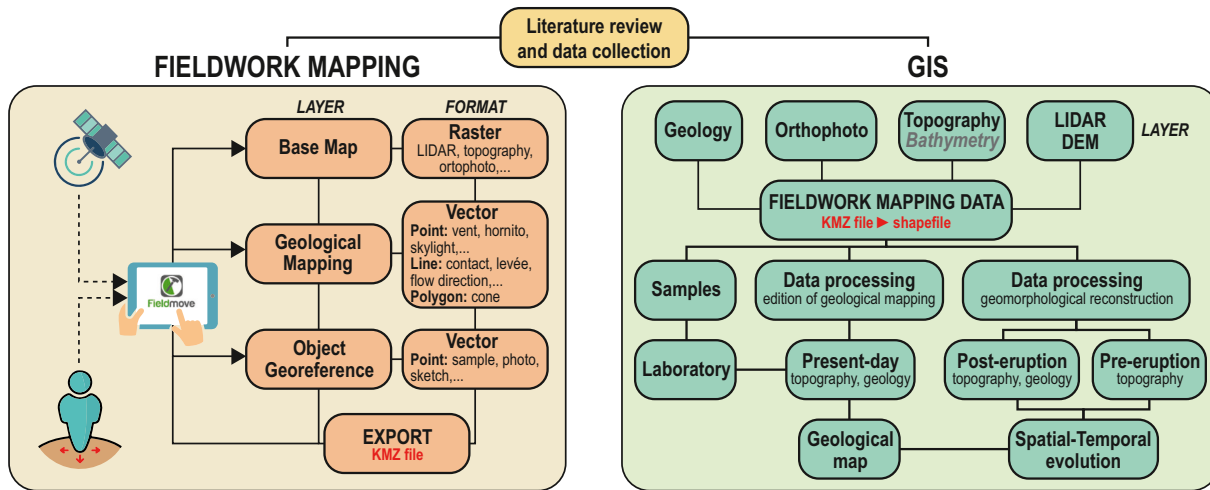 Literature review
and data collection
FIELDWORK MAPPING
LAYER
FORMAT
Base Map
Raster
LIDAR, topography,
ortophoto,...
Geological
Mapping
Vector
Point: vent, hornito,
skylight,...
Line: contact, levée,
flow direction,...
Polygon: cone
Fieldmove
Object
Georeference
Vector
Point: sample, photo,
sketch,...
EXPORT
KMZ file
GIS
Geology
Orthophoto
Topography
Bathymetry
LIDAR
DEM
LAYER
FIELDWORK MAPPING DATA
KMZ file ► shapefile
Samples
Data processing
edition of geological mapping
Data processing
geomorphological reconstruction
Laboratory
Present-day
topography, geology
Post-eruption
topography, geology
Pre-eruption
topography
Geological
map
Spatial-Temporal
evolution